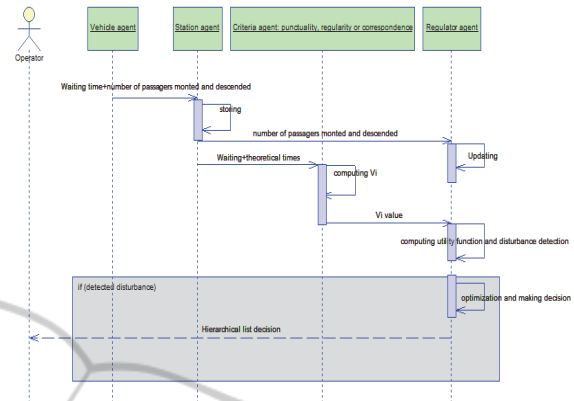 Vehicle agent
Station agent
Criteria agent: punctuality, regularity or correspondence
Regulator agent
Operator
Waiting time+number of passagers monted and descended
storing
number of passagers monted and descended
Updating
Waiting+theoretical times
computing Vi
Vi value
computing utility function and disturbance detection
if (detected disturbance)
optimization and making decision
Hierarchical list decision